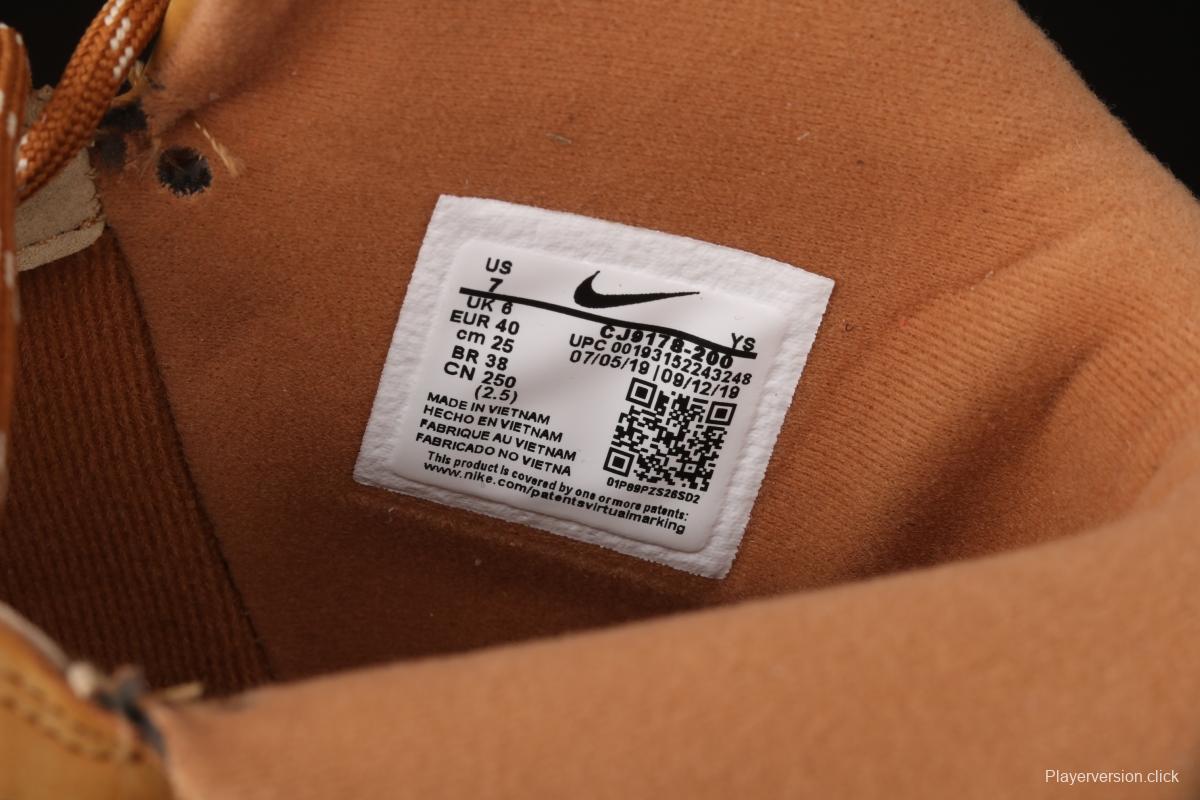 US
7
UK 6
EUR 40
cm 25
BR 38
CN 250
(2.5)
YS
CJ9178-200
UPC 00193152243248
07/05/19 | 09/12/19
MADE IN VIETNAM
HECHO EN VIETNAM
FABRIQUE AU VIETNAM
FABRICADO NO VIETNA
01P69PZS26SD2
This product is covered by one or more patents:
www.nike.com/patentsvirtualmarking
Playerversion.click